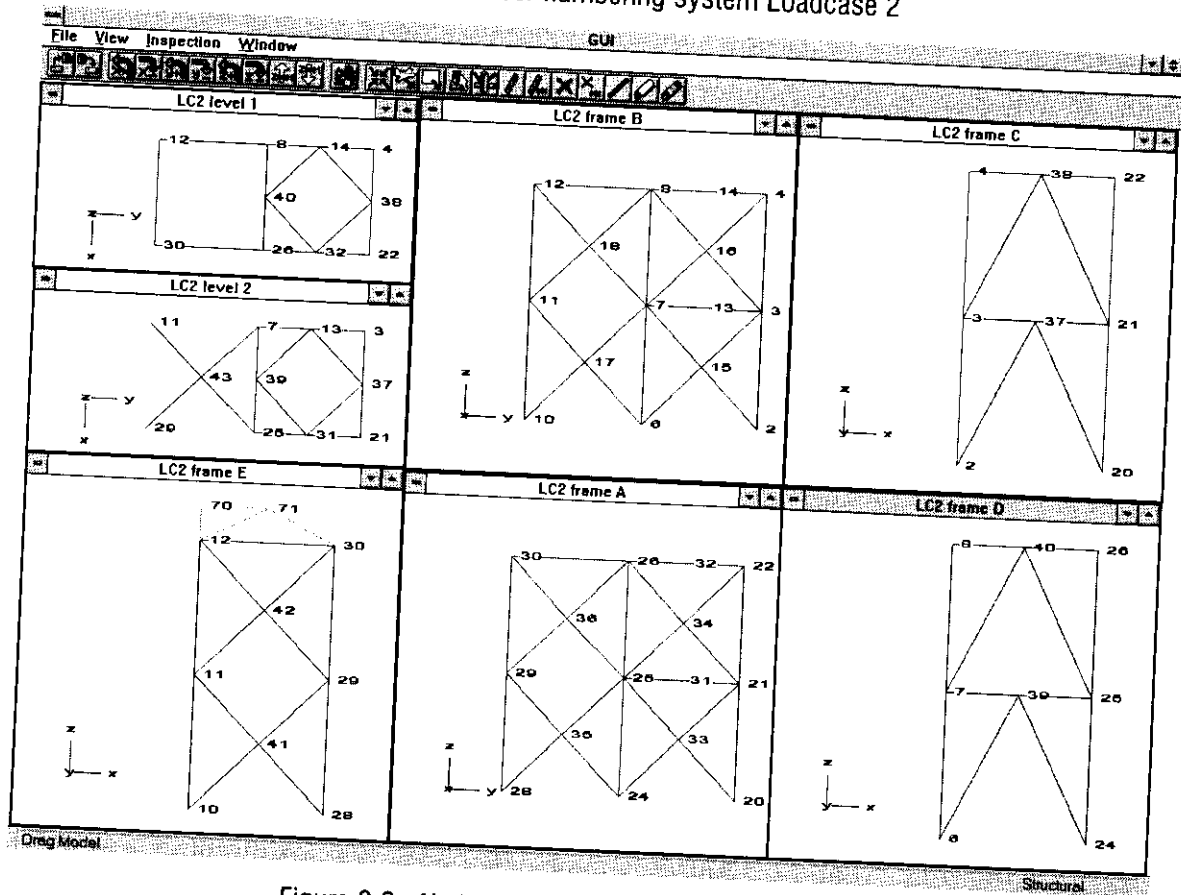 numbering system Loadcase 2
GUI
File View Inspection Window
LC2 level 1
12 8 14 4
40 38
z y
x
30 26 32 22
LC2 level 2
11 7 13 3
43 39 37
z y
x
29 25 31 21
LC2 frame B
12 8 14 4
18 16
11 7 13 3
17 15
z
x y
10 6 2
LC2 frame C
4 38 22
3 37 21
z
y x
2 20
LC2 frame E
70 71
12 30
42
11 29
z
y x
41
10 28
LC2 frame A
30 26 32 22
36 34
29 25 31 21
35 33
z
x y
28 24 20
LC2 frame D
8 40 26
7 39 25
z
y x
6 24
Drag Model
Structural